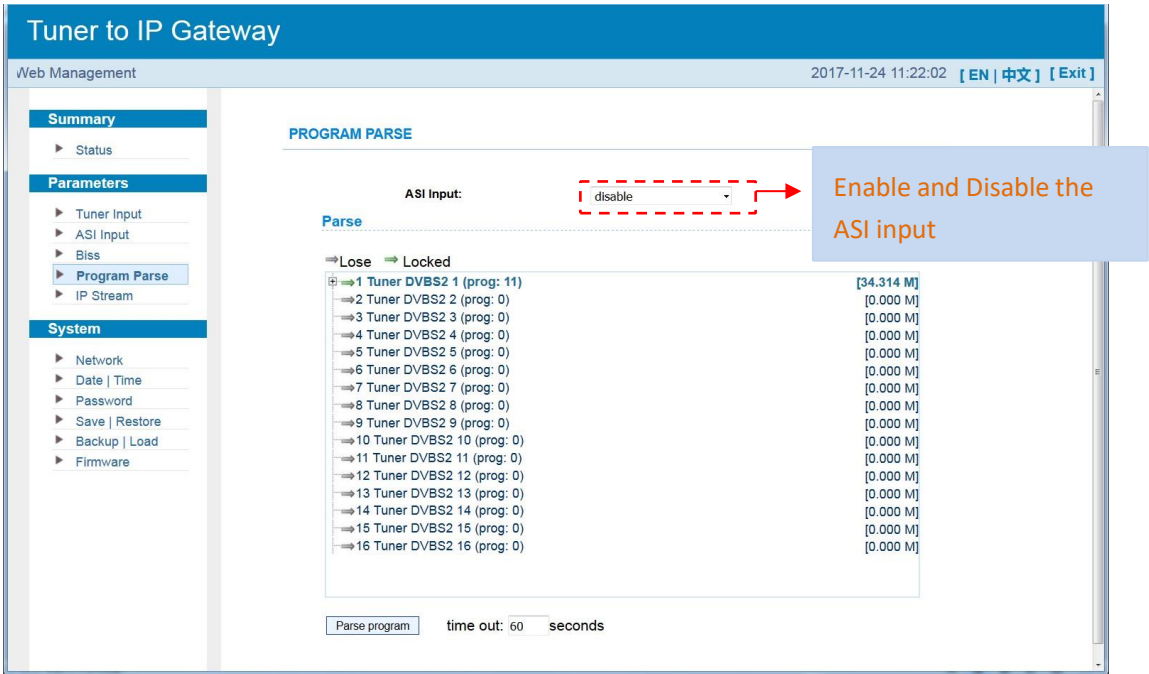 Tuner to IP Gateway
Web Management
2017-11-24 11:22:02 [ EN | 中文 ] [ Exit ]
Summary
Status
Parameters
Tuner Input
ASI Input
Biss
Program Parse
IP Stream
System
Network
Date | Time
Password
Save | Restore
Backup | Load
Firmware
PROGRAM PARSE
ASI Input: disable
Enable and Disable the
ASI input
Parse
Lose Locked
1 Tuner DVBS2 1 (prog: 11) [34.314 M]
2 Tuner DVBS2 2 (prog: 0) [0.000 M]
3 Tuner DVBS2 3 (prog: 0) [0.000 M]
4 Tuner DVBS2 4 (prog: 0) [0.000 M]
5 Tuner DVBS2 5 (prog: 0) [0.000 M]
6 Tuner DVBS2 6 (prog: 0) [0.000 M]
7 Tuner DVBS2 7 (prog: 0) [0.000 M]
8 Tuner DVBS2 8 (prog: 0) [0.000 M]
9 Tuner DVBS2 9 (prog: 0) [0.000 M]
10 Tuner DVBS2 10 (prog: 0) [0.000 M]
11 Tuner DVBS2 11 (prog: 0) [0.000 M]
12 Tuner DVBS2 12 (prog: 0) [0.000 M]
13 Tuner DVBS2 13 (prog: 0) [0.000 M]
14 Tuner DVBS2 14 (prog: 0) [0.000 M]
15 Tuner DVBS2 15 (prog: 0) [0.000 M]
16 Tuner DVBS2 16 (prog: 0) [0.000 M]
Parse program time out: 60 seconds